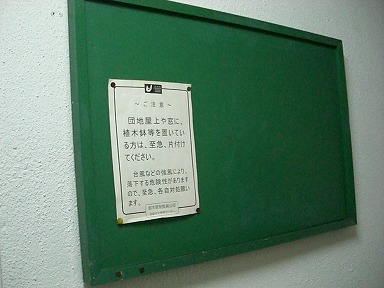 ～ご注意～
団地屋上や窓に、
植木鉢等を置いてい
る方は、至急、片付け
てください。
台風などの強風により、
落下する危険性があります
ので、至急、各自対処願い
ます。